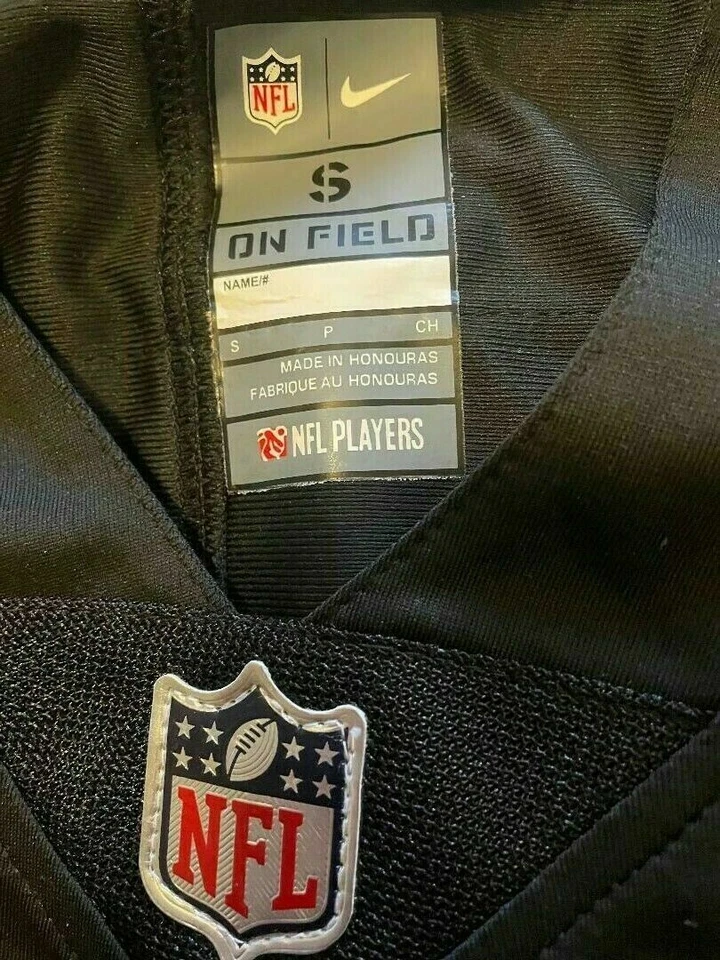 NFL
S
ON FIELD
NAME/#
S P CH
MADE IN HONOURAS
FABRIQUE AU HONOURAS
NFL PLAYERS
NFL